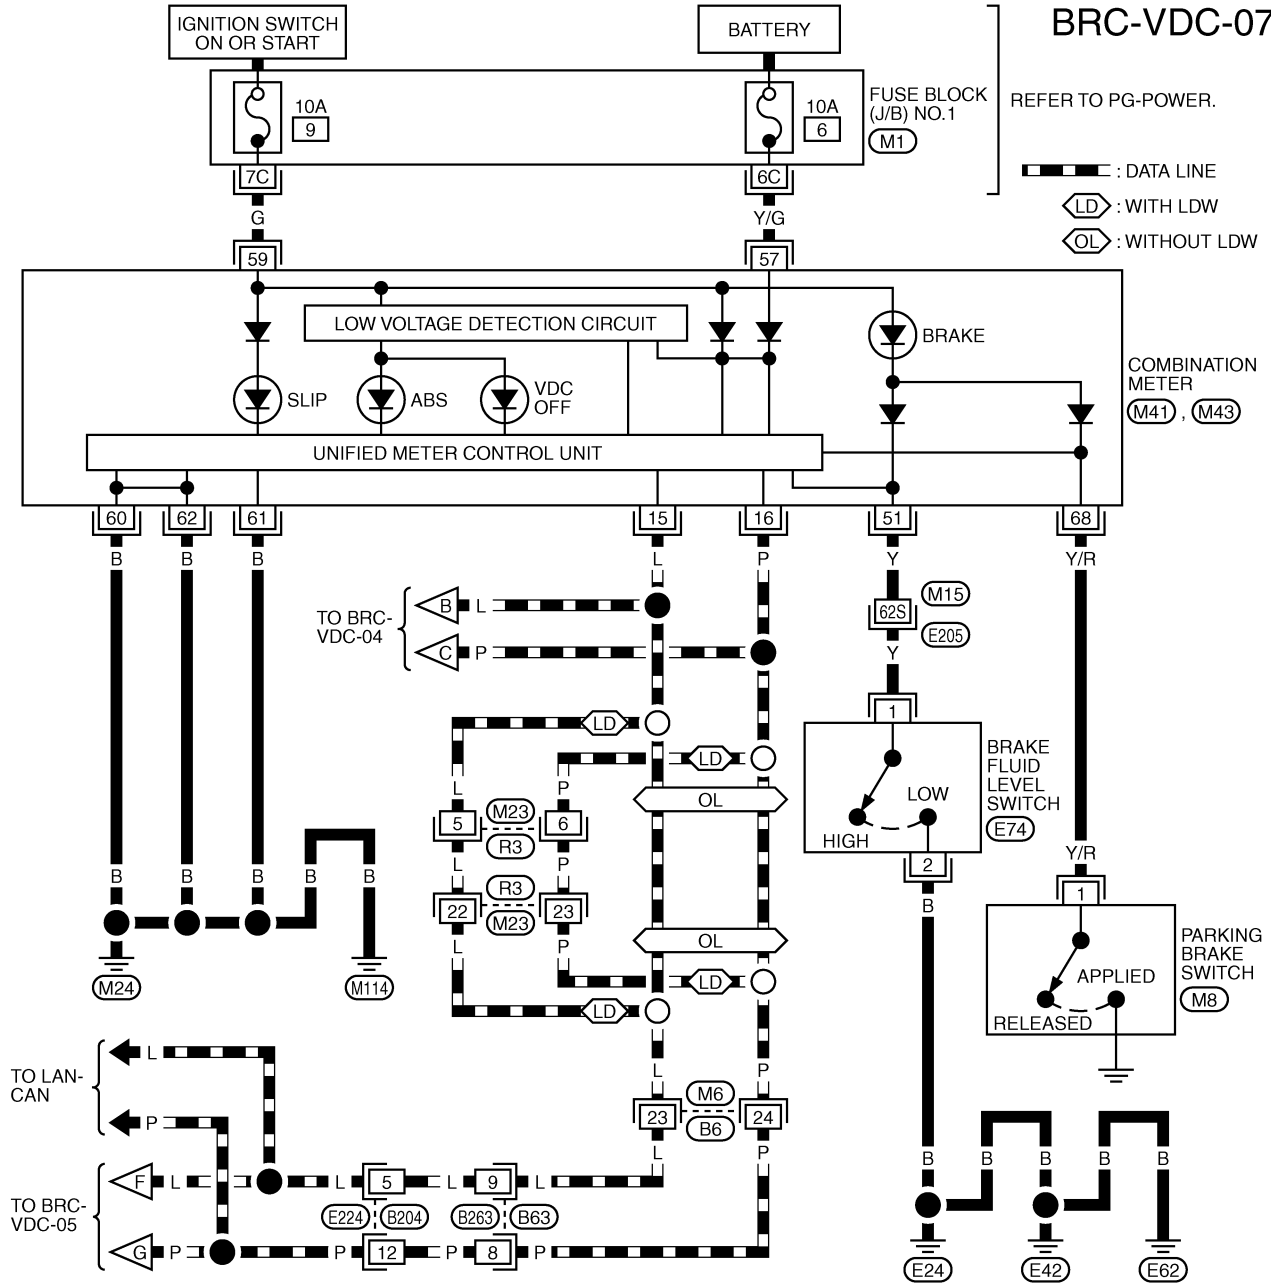 BRC-VDC-07
IGNITION SWITCH
ON OR START
BATTERY
10A
9
10A
6
FUSE BLOCK
(J/B) NO.1
M1
REFER TO PG-POWER.
7C
6C
: DATA LINE
LD : WITH LDW
OL : WITHOUT LDW
G
Y/G
59
57
LOW VOLTAGE DETECTION CIRCUIT
BRAKE
SLIP
ABS
VDC
OFF
COMBINATION
METER
M41 , M43
UNIFIED METER CONTROL UNIT
60
62
61
15
16
51
68
B
B
B
L
P
Y
Y/R
TO BRC-
VDC-04
B
L
C
P
M15
62S
E205
Y
1
LD
LD
OL
L
P
5
M23
6
R3
L
P
R3
22
23
M23
L
P
OL
LD
LD
BRAKE
FLUID
LEVEL
SWITCH
E74
LOW
HIGH
2
B
Y/R
1
PARKING
BRAKE
SWITCH
M8
APPLIED
RELEASED
B
B
B
B
B
M24
M114
TO LAN-
CAN
L
P
L
P
M6
23
24
B6
L
P
TO BRC-
VDC-05
F
L
L
5
L
9
L
E224
B204
B263
B63
G
P
P
12
P
8
P
B
B
B
B
B
E24
E42
E62